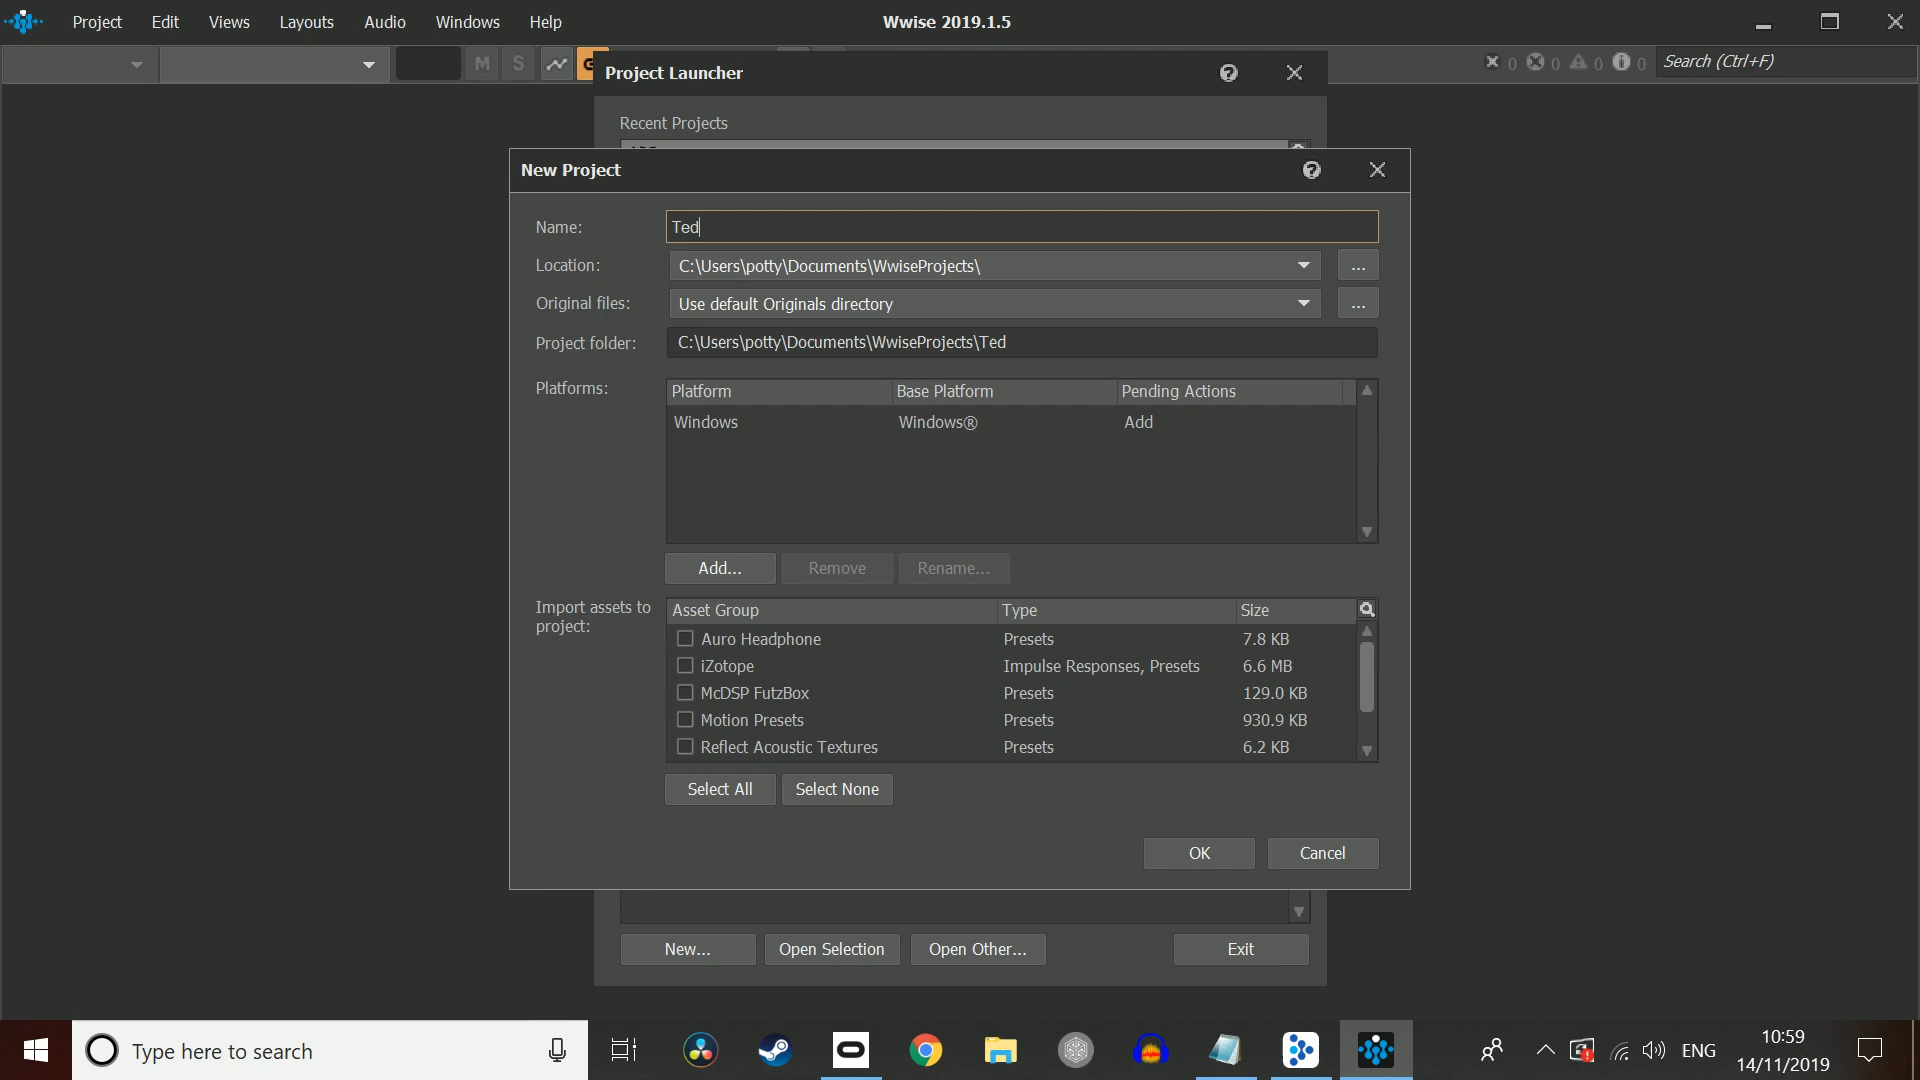 Project Edit Views Layouts Audio Windows Help Wwise 2019.1.5
M S 0 0 0 0 Search (Ctrl+F)
Project Launcher
Recent Projects
New Project
Name: Ted
Location: C:\Users\potty\Documents\WwiseProjects\ ...
Original files: Use default Originals directory ...
Project folder: C:\Users\potty\Documents\WwiseProjects\Ted
Platforms: Platform Base Platform Pending Actions
Windows Windows® Add
Add... Remove Rename...
Import assets to project: Asset Group Type Size
Auro Headphone Presets 7.8 KB
iZotope Impulse Responses, Presets 6.6 MB
McDSP FutzBox Presets 129.0 KB
Motion Presets Presets 930.9 KB
Reflect Acoustic Textures Presets 6.2 KB
Select All Select None
OK Cancel
New... Open Selection Open Other... Exit
Type here to search ENG 10:59
14/11/2019